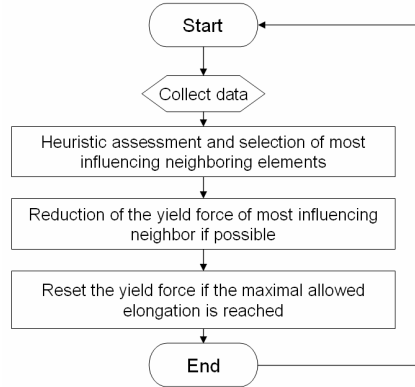 Start
Collect data
Heuristic assessment and selection of most
influencing neighboring elements
Reduction of the yield force of most influencing
neighbor if possible
Reset the yield force if the maximal allowed
elongation is reached
End